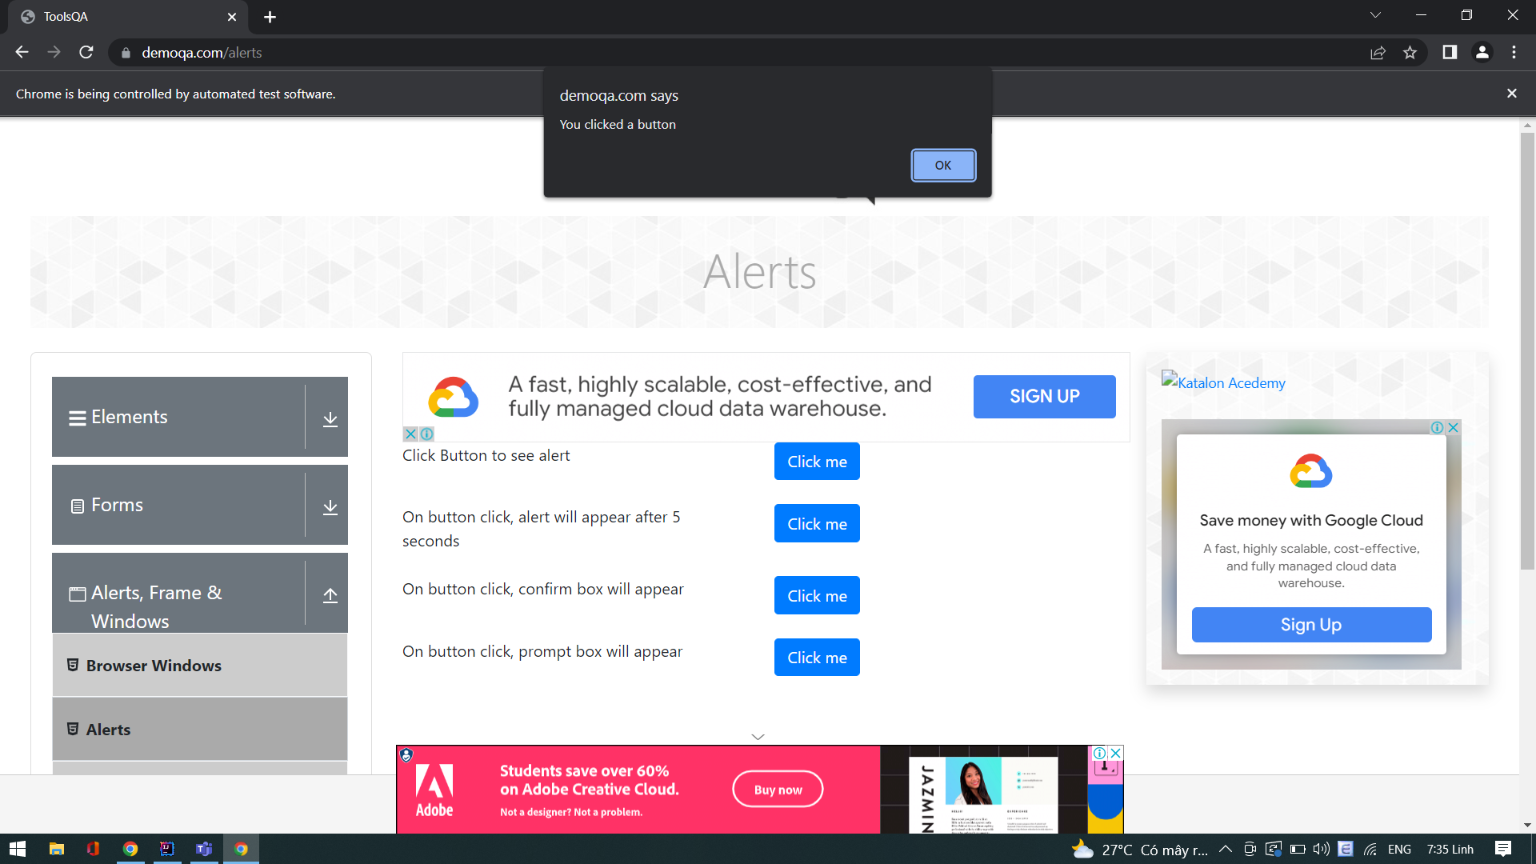 ToolsQA
demoqa.com/alerts
Chrome is being controlled by automated test software.
demoqa.com says
You clicked a button
OK
Alerts
Elements
Forms
Alerts, Frame &
Windows
Browser Windows
Alerts
A fast, highly scalable, cost-effective, and
fully managed cloud data warehouse.
SIGN UP
Click Button to see alert
Click me
On button click, alert will appear after 5
seconds
Click me
On button click, confirm box will appear
Click me
On button click, prompt box will appear
Click me
Katalon Acedemy
Save money with Google Cloud
A fast, highly scalable, cost-effective,
and fully managed cloud data
warehouse.
Sign Up
Adobe
Students save over 60%
on Adobe Creative Cloud.
Not a designer? Not a problem.
Buy now
JAZMIN
27°C Có mây r...
ENG
7:35 Linh